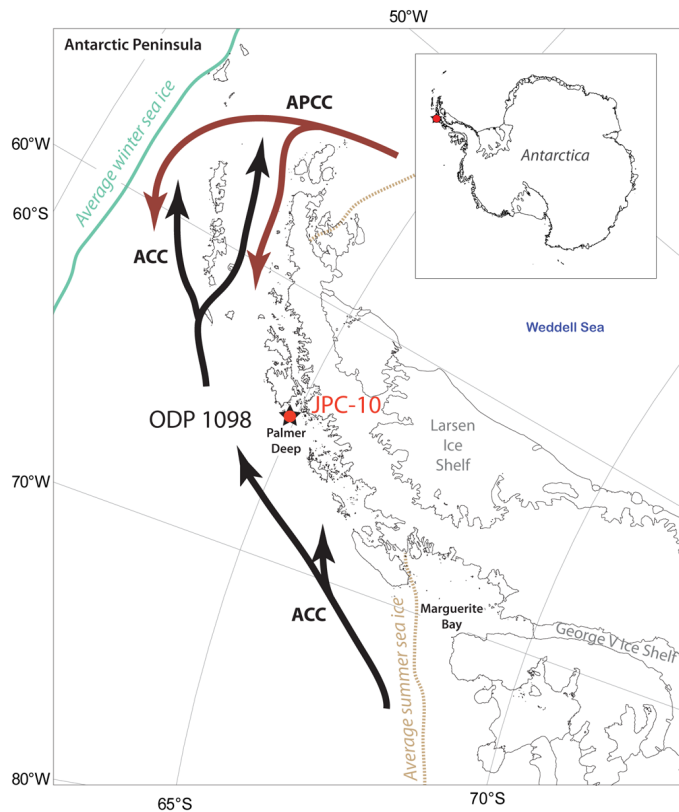 50°W
Antarctic Peninsula
Average winter sea ice
APCC
60°W
Antarctica
60°S
ACC
Weddell Sea
ODP 1098
JPC-10
Palmer
Deep
Larsen
Ice
Shelf
70°W
ACC
Average summer sea ice
Marguerite
Bay
George V Ice Shelf
80°W
65°S
70°S